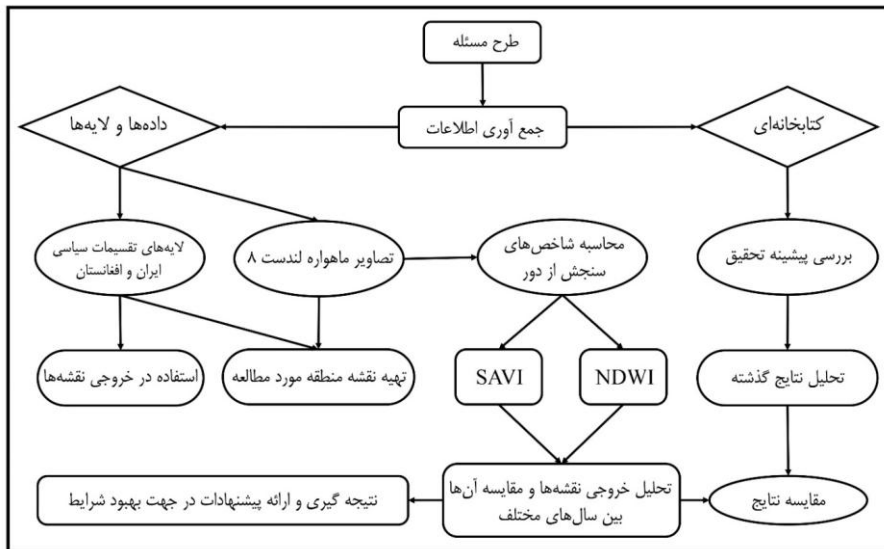 طرح مسئله
جمع آوری اطلاعات
کتابخانه‌ای
داده‌ها و لایه‌ها
بررسی پیشینه تحقیق
محاسبه شاخص‌های
سنجش از دور
تصاویر ماهواره لندست ۸
لایه‌های تقسیمات سیاسی
ایران و افغانستان
تحلیل نتایج گذشته
NDWI
SAVI
تهیه نقشه منطقه مورد مطالعه
استفاده در خروجی نقشه‌ها
مقایسه نتایج
تحلیل خروجی نقشه‌ها و مقایسه آن‌ها
بین سال‌های مختلف
نتیجه گیری و ارائه پیشنهادات در جهت بهبود شرایط